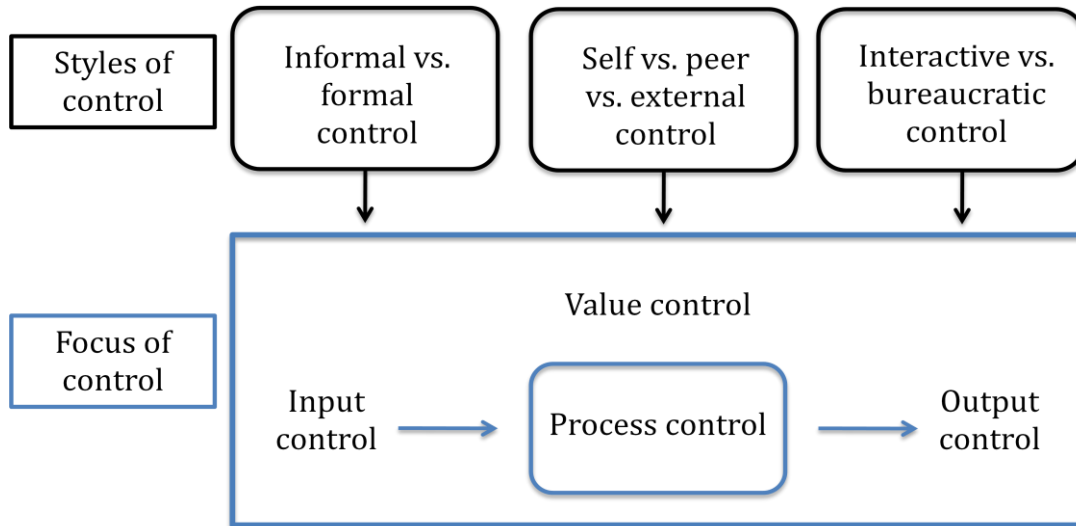 Styles of
control
Informal vs.
formal
control
Self vs. peer
vs. external
control
Interactive vs.
bureaucratic
control
Focus of
control
Value control
Input
control
Process control
Output
control